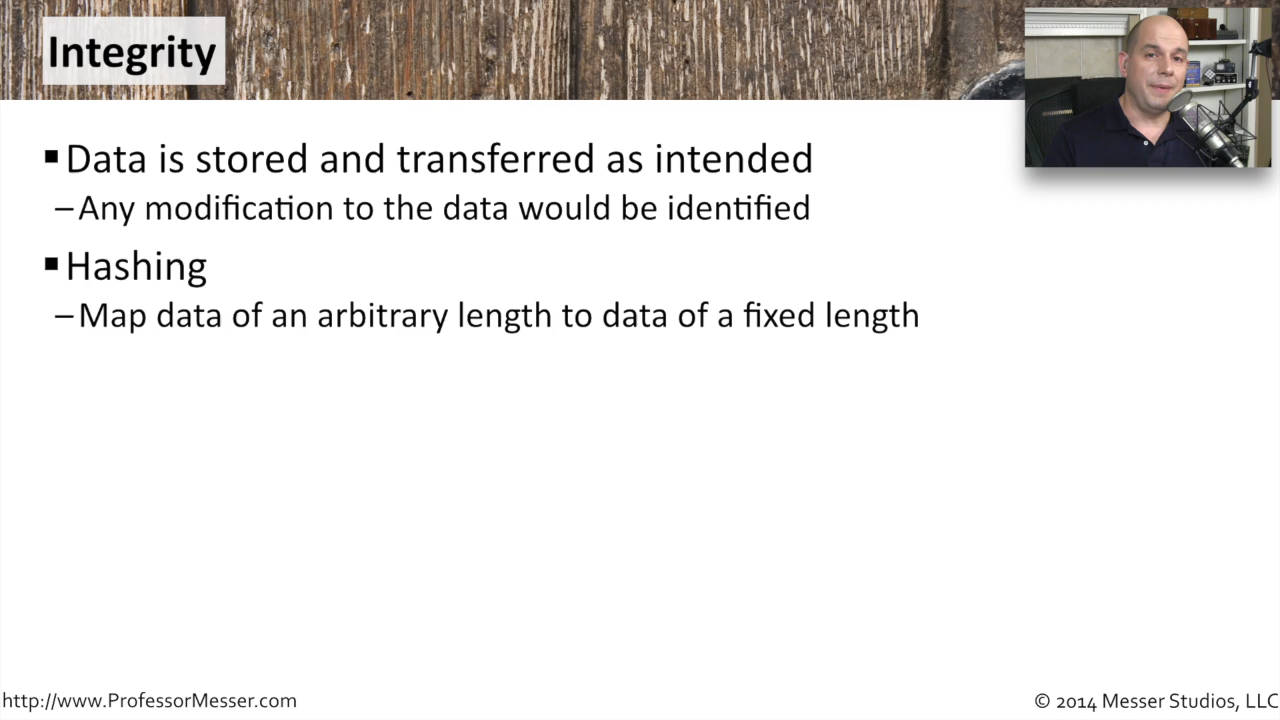 Integrity
▪Data is stored and transferred as intended
–Any modification to the data would be identified
▪Hashing
–Map data of an arbitrary length to data of a fixed length
http://www.ProfessorMesser.com
© 2014 Messer Studios, LLC